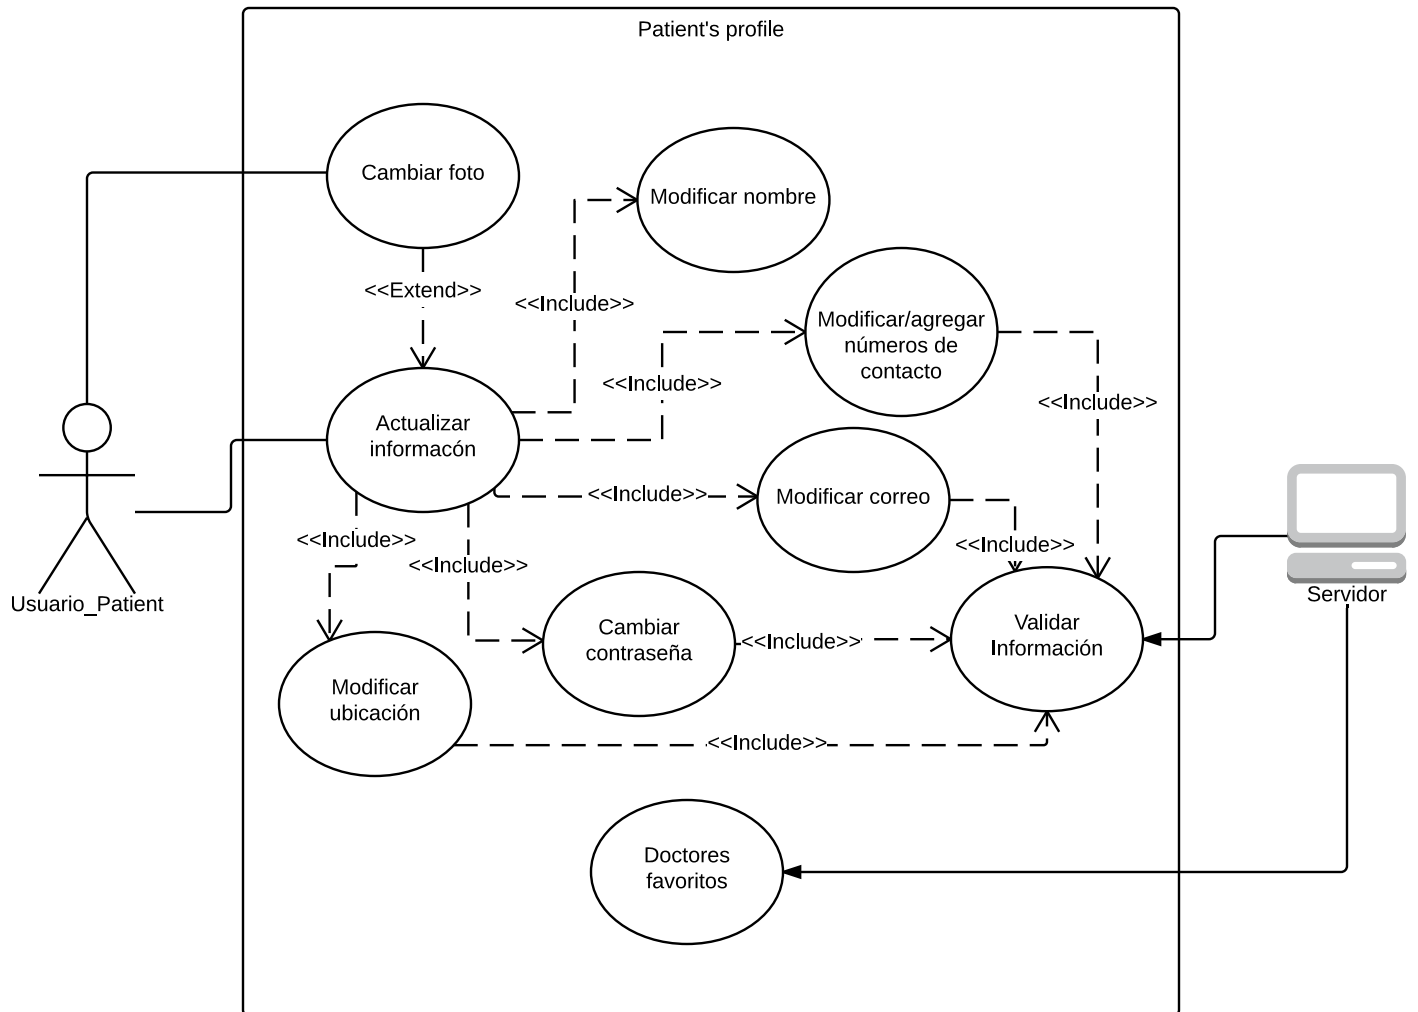 Patient's profile
Cambiar foto
Modificar nombre
<<Extend>>
<<Include>>
Modificar/agregar
números de
contacto
<<Include>>
<<Include>>
Actualizar
informacón
<<Include>>
Modificar correo
<<Include>>
<<Include>>
<<Include>>
Servidor
Usuario_Patient
Cambiar
contraseña
<<Include>>
Validar
Información
Modificar
ubicación
<<Include>>
Doctores
favoritos